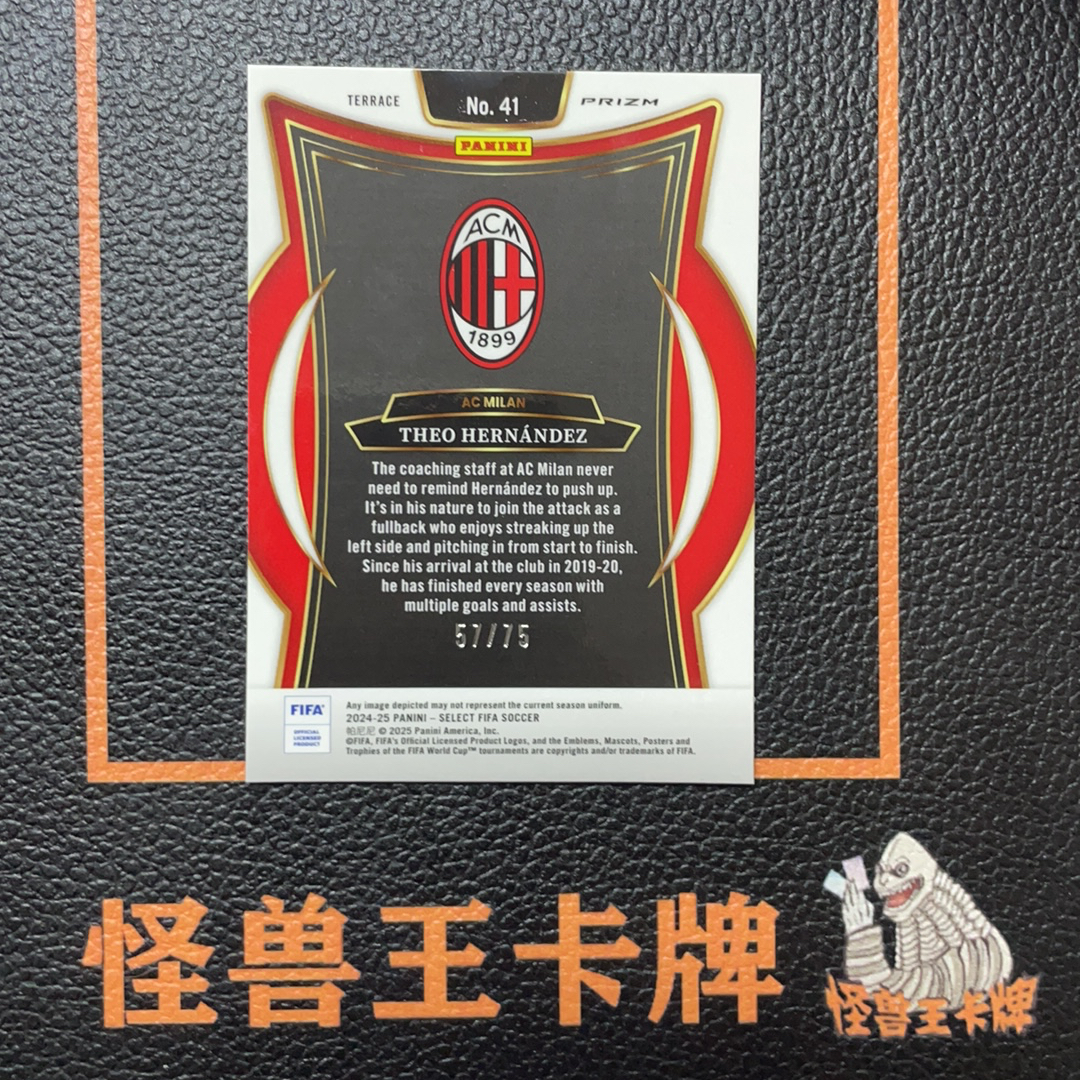 TERRACE
No. 41
PRIZM
PANINI
ACM
1899
AC MILAN
THEO HERNÁNDEZ
The coaching staff at AC Milan never
need to remind Hernández to push up.
It's in his nature to join the attack as a
fullback who enjoys streaking up the
left side and pitching in from start to finish.
Since his arrival at the club in 2019-20,
he has finished every season with
multiple goals and assists.
57/75
FIFA
OFFICIAL
LICENSED
PRODUCT
Any image depicted may not represent the current season uniform.
2024-25 PANINI – SELECT FIFA SOCCER
帕尼尼 © 2025 Panini America, Inc.
©FIFA, FIFA's Official Licensed Product Logos, and the Emblems, Mascots, Posters and
Trophies of the FIFA World Cup™ tournaments are copyrights and/or trademarks of FIFA.
怪兽王卡牌
怪兽王卡牌